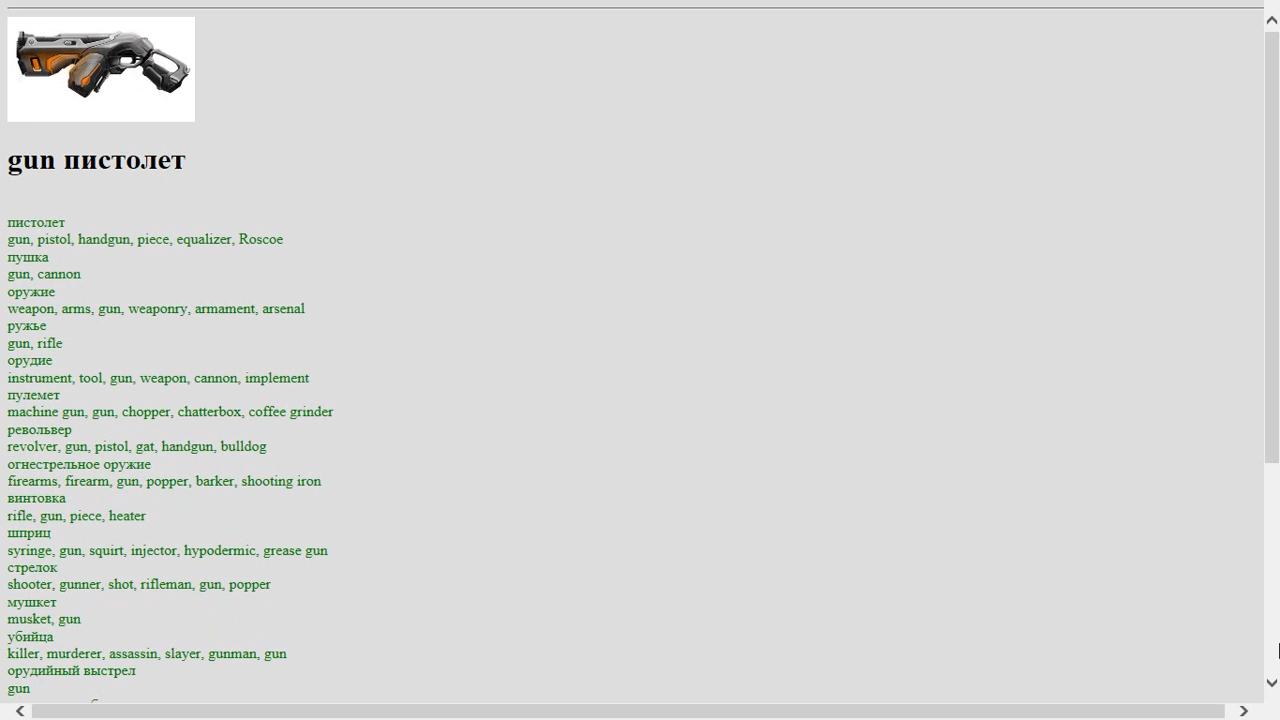 gun пистолет
пистолет
gun, pistol, handgun, piece, equalizer, Roscoe
пушка
gun, cannon
оружие
weapon, arms, gun, weaponry, armament, arsenal
ружье
gun, rifle
орудие
instrument, tool, gun, weapon, cannon, implement
пулемет
machine gun, gun, chopper, chatterbox, coffee grinder
револьвер
revolver, gun, pistol, gat, handgun, bulldog
огнестрельное оружие
firearms, firearm, gun, popper, barker, shooting iron
винтовка
rifle, gun, piece, heater
шприц
syringe, gun, squirt, injector, hypodermic, grease gun
стрелок
shooter, gunner, shot, rifleman, gun, popper
мушкет
musket, gun
убийца
killer, murderer, assassin, slayer, gunman, gun
орудийный выстрел
gun